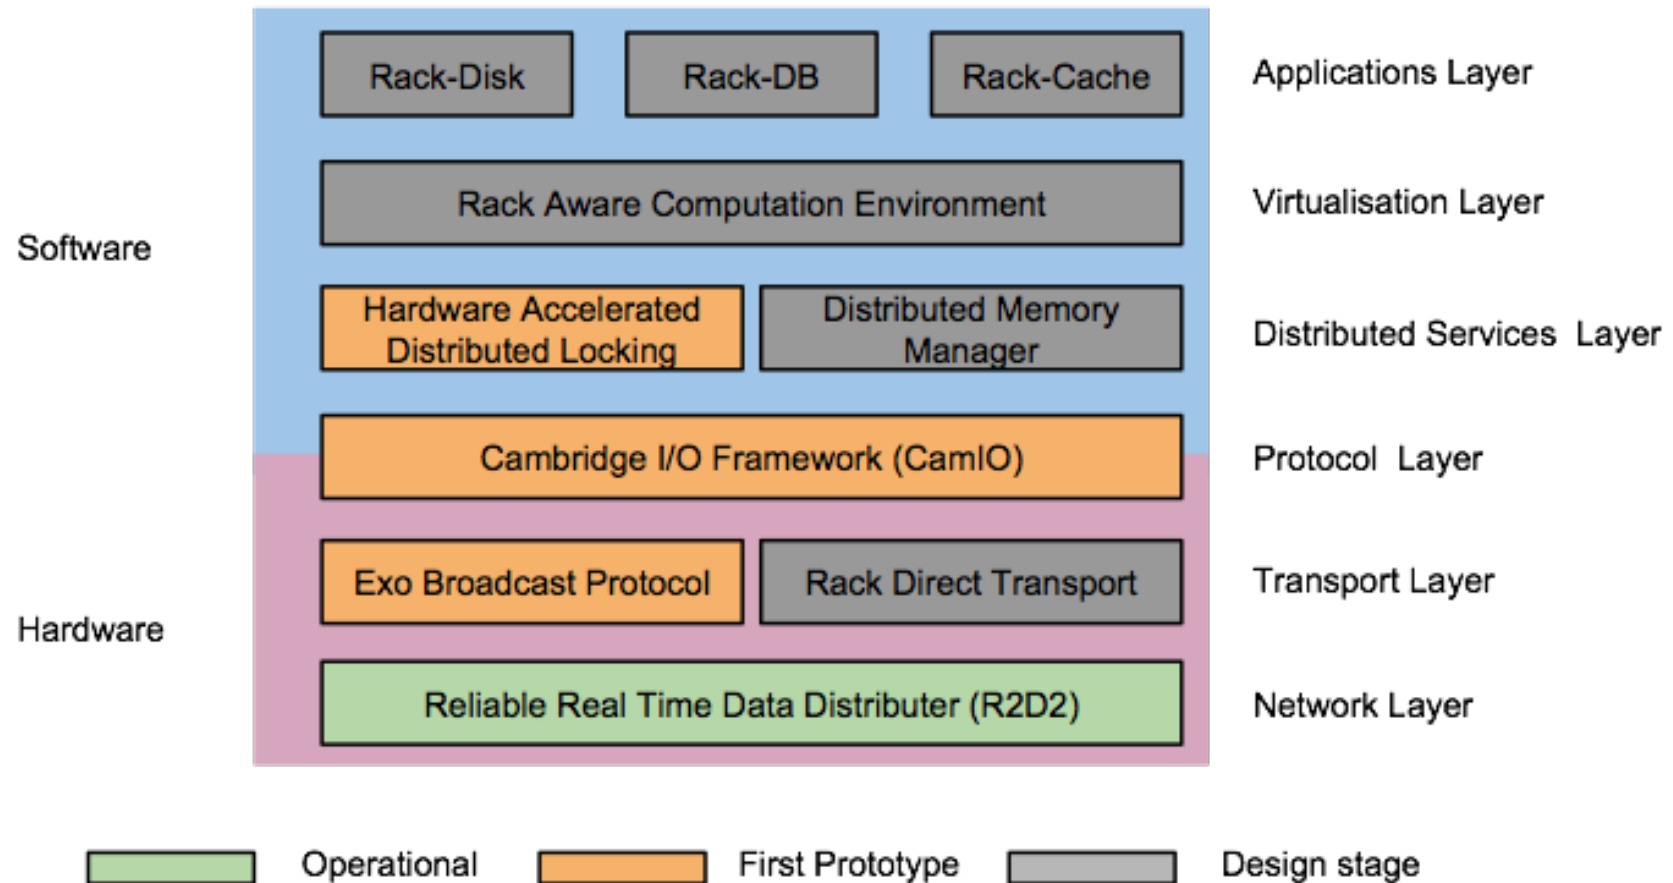 Rack-Disk
Rack-DB
Rack-Cache
Applications Layer
Rack Aware Computation Environment
Virtualisation Layer
Software
Hardware Accelerated
Distributed Locking
Distributed Memory
Manager
Distributed Services Layer
Cambridge I/O Framework (CamIO)
Protocol Layer
Exo Broadcast Protocol
Rack Direct Transport
Transport Layer
Hardware
Reliable Real Time Data Distributer (R2D2)
Network Layer
Operational
First Prototype
Design stage